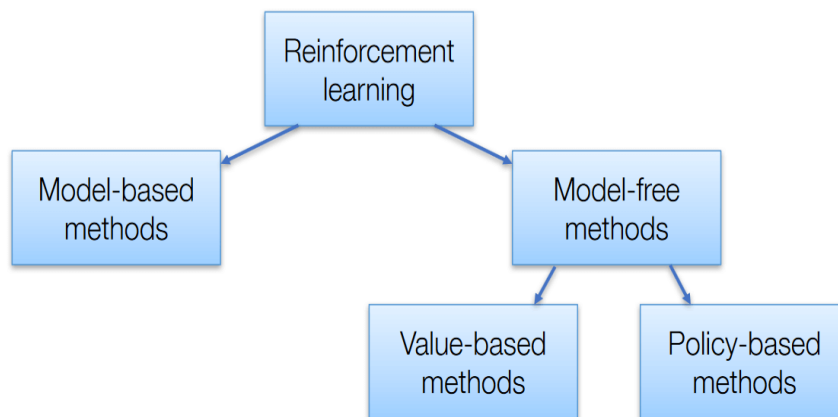 Reinforcement
learning
Model-based
methods
Model-free
methods
Value-based
methods
Policy-based
methods